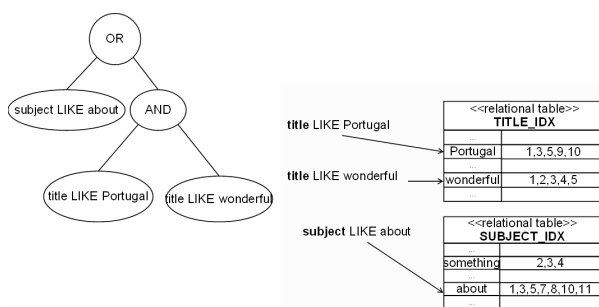 OR
subject LIKE about
AND
title LIKE Portugal
title LIKE wonderful
title LIKE Portugal
title LIKE wonderful
subject LIKE about
<<relational table>>
TITLE_IDX
...
Portugal 1,3,5,9,10
...
wonderful 1,2,3,4,5
...
<<relational table>>
SUBJECT_IDX
...
something 2,3,4
...
about 1,3,5,7,8,10,11
...